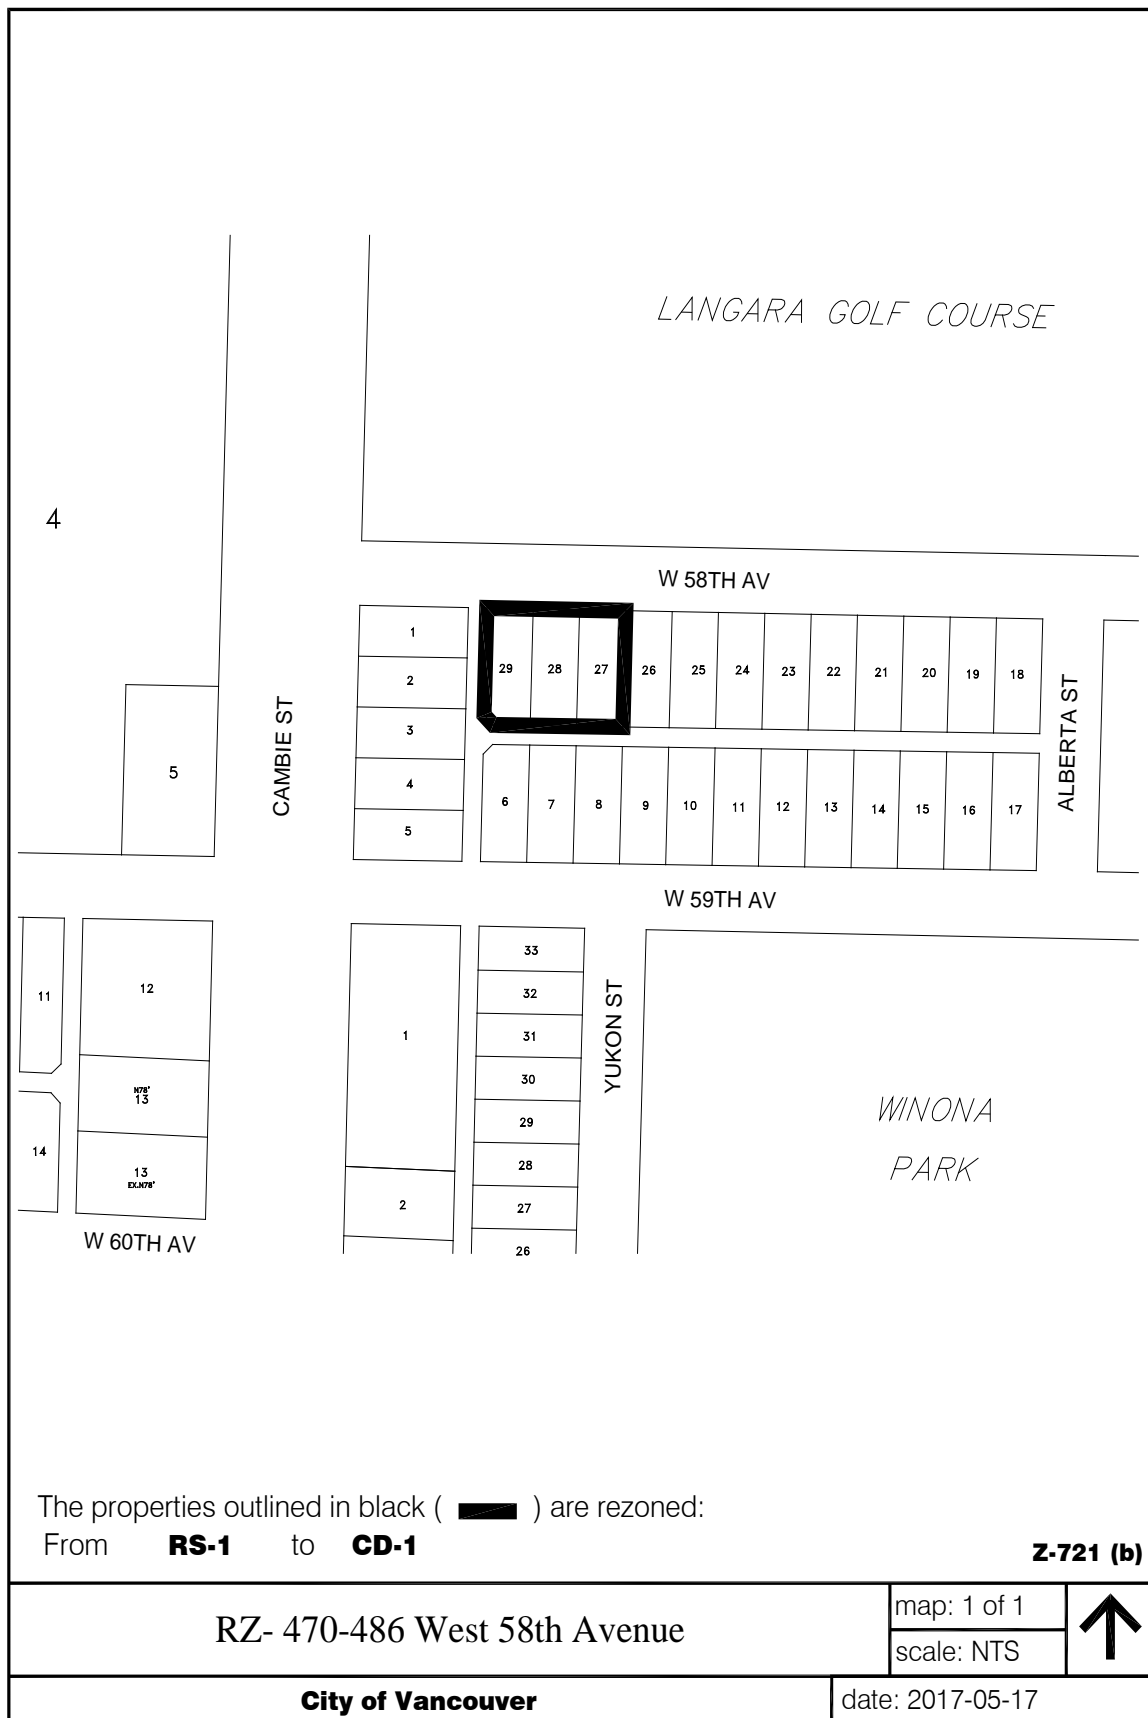 LANGARA GOLF COURSE
4
W 58TH AV
1
2
3
4
5
29 28 27 26 25 24 23 22 21 20 19 18
CAMBIE ST
ALBERTA ST
5
6 7 8 9 10 11 12 13 14 15 16 17
W 59TH AV
11
12
N78'
13
14
13
EX.N78'
W 60TH AV
1
2
33
32
31
30
29
28
27
26
YUKON ST
WINONA
PARK
The properties outlined in black ( ) are rezoned:
From RS-1 to CD-1
Z-721 (b)
RZ- 470-486 West 58th Avenue
map: 1 of 1
scale: NTS
City of Vancouver
date: 2017-05-17